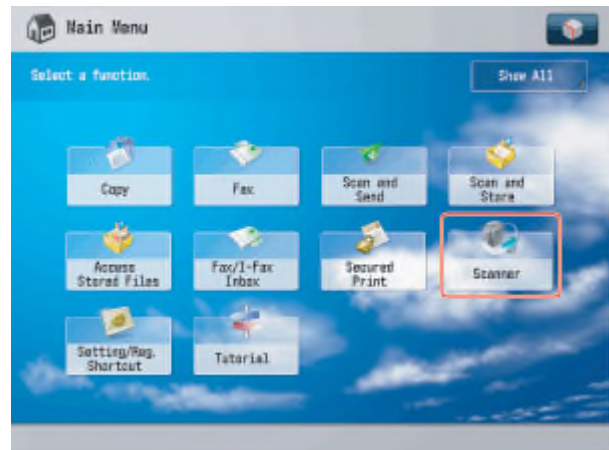 Main Menu
Select a function.
Show All
Copy
Fax
Scan and
Send
Scan and
Store
Access
Stored Files
Fax/I-Fax
Inbox
Secured
Print
Scanner
Setting/Reg.
Shortcut
Tutorial